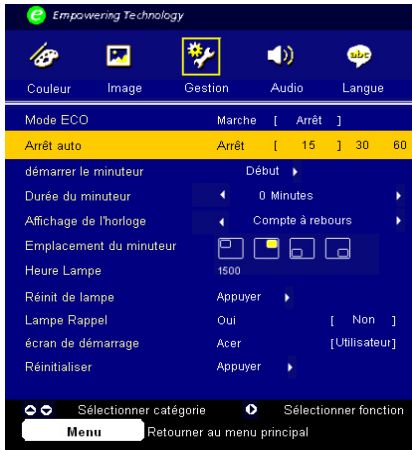 e Empowering Technology
abc
Couleur Image Gestion Audio Langue
Mode ECO Marche [ Arrêt ]
Arrêt auto Arrêt [ 15 ] 30 60
démarrer le minuteur Début
Durée du minuteur 0 Minutes
Affichage de l'horloge Compte à rebours
Emplacement du minuteur
Heure Lampe 1500
Réinit de lampe Appuyer
Lampe Rappel Oui [ Non ]
écran de démarrage Acer [Utilisateur]
Réinitialiser Appuyer
Sélectionner catégorie Sélectionner fonction
Menu Retourner au menu principal